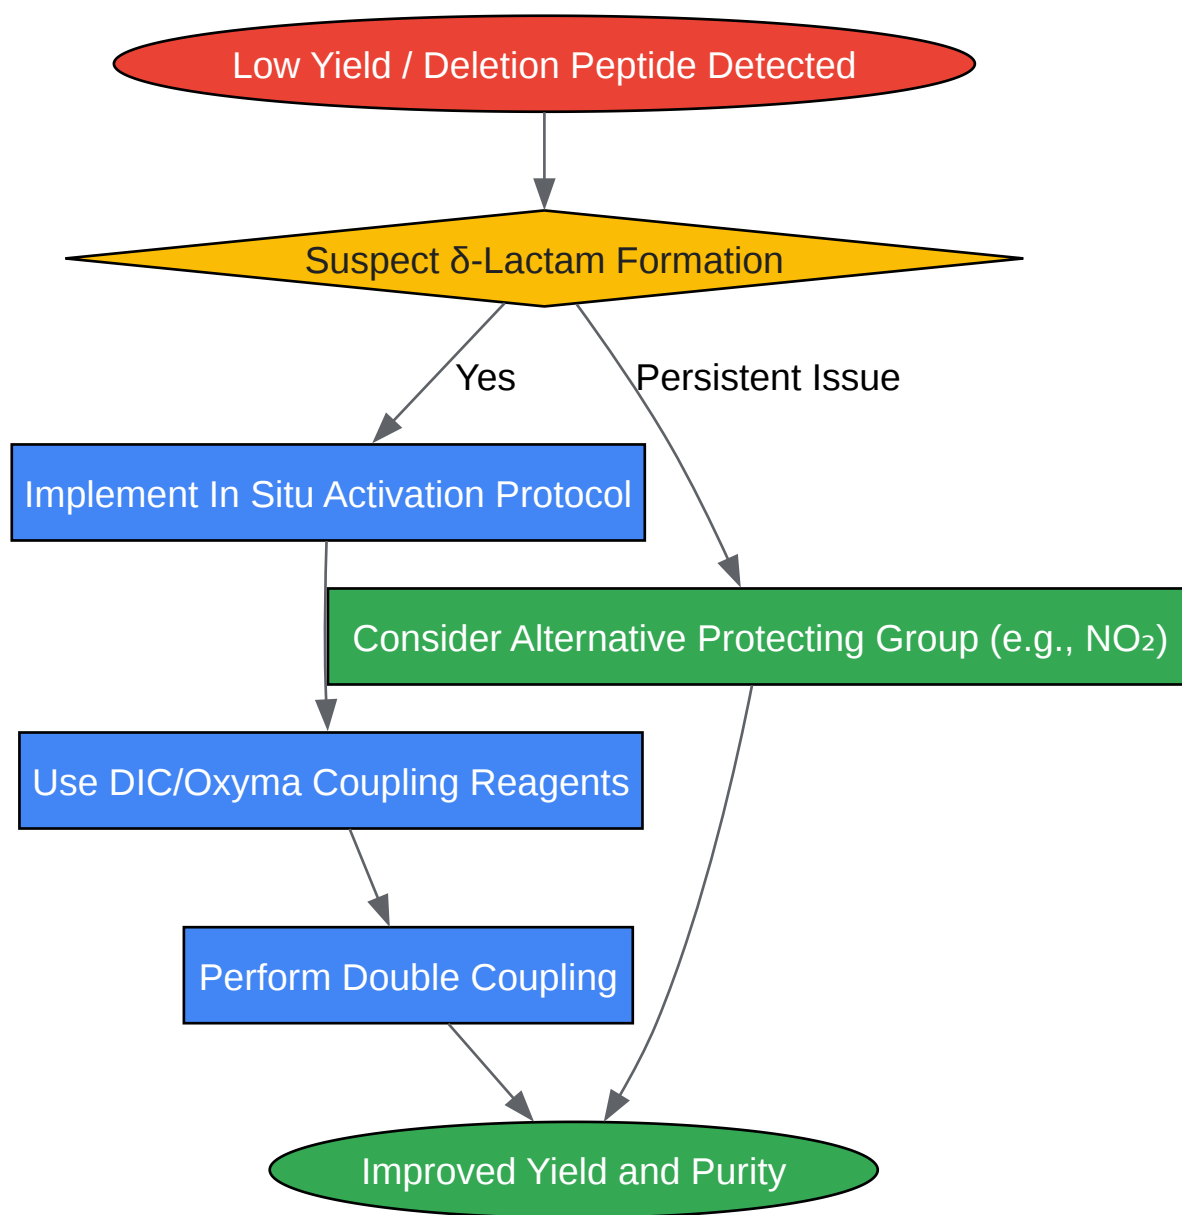 Low Yield / Deletion Peptide Detected
Suspect δ-Lactam Formation
Yes
Persistent Issue
Implement In Situ Activation Protocol
Consider Alternative Protecting Group (e.g., NO₂)
Use DIC/Oxyma Coupling Reagents
Perform Double Coupling
Improved Yield and Purity